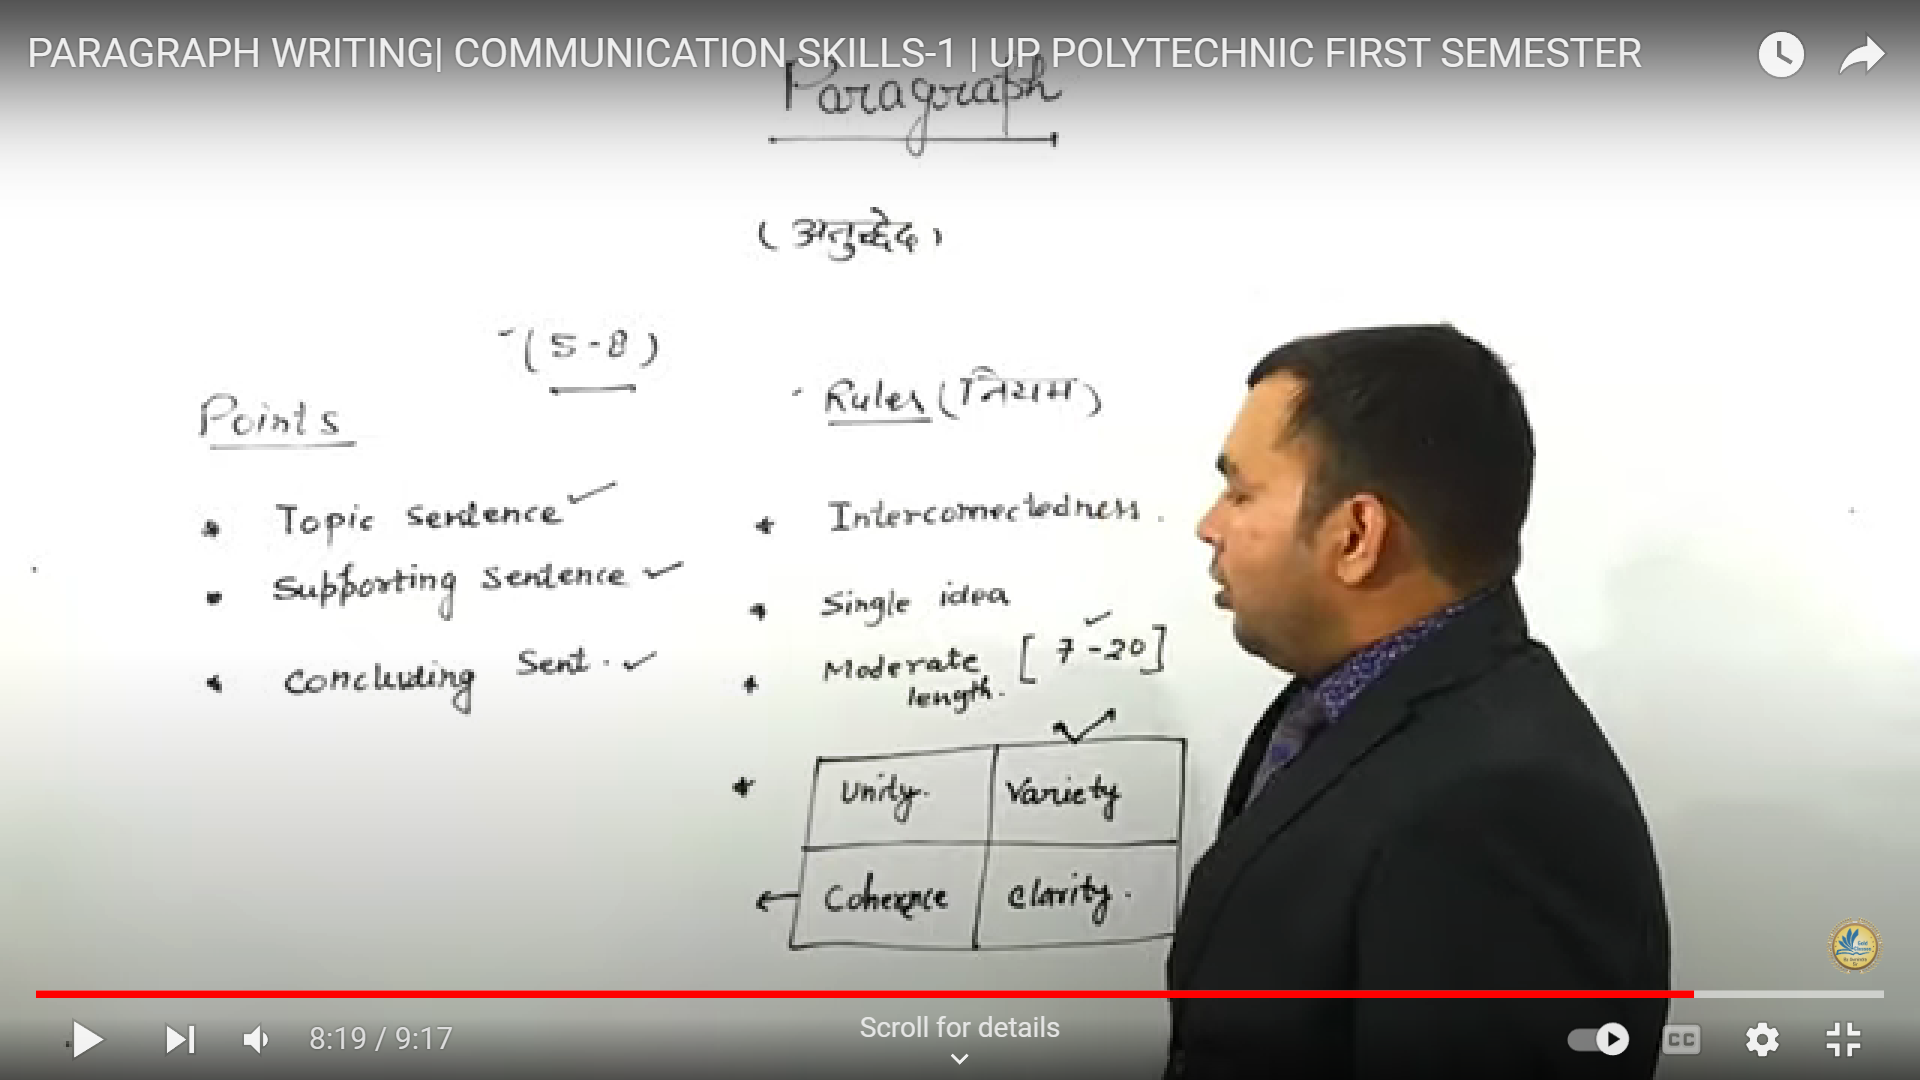 PARAGRAPH WRITING| COMMUNICATION SKILLS-1 | UP POLYTECHNIC FIRST SEMESTER
Paragraph
(अनुच्छेद)
(5-8)
Points
Rules (नियम)
* Topic Sentence
* Interconnectedness.
* Supporting Sentence
* Single idea
* Concluding Sent.
* Moderate length. [7-20]
* Unity. Variety
Coherence Clarity.
8:19 / 9:17
Scroll for details
CC